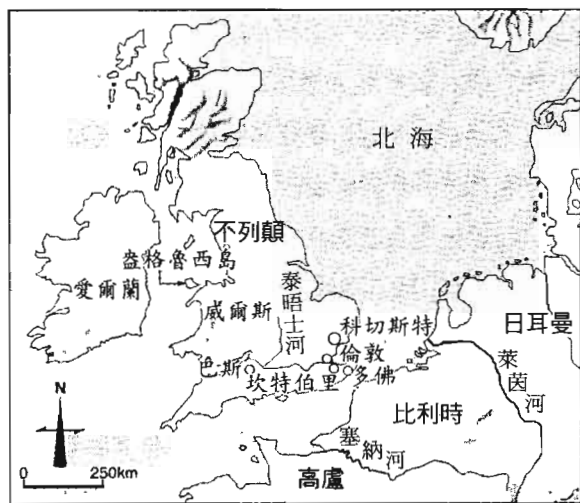 北海
不列顛
盎格魯西島
愛爾蘭
威爾斯
泰晤士河
科切斯特
倫敦
巴斯
坎特伯里
多佛
日耳曼
萊茵河
比利時
塞納河
高盧
N
0 250km